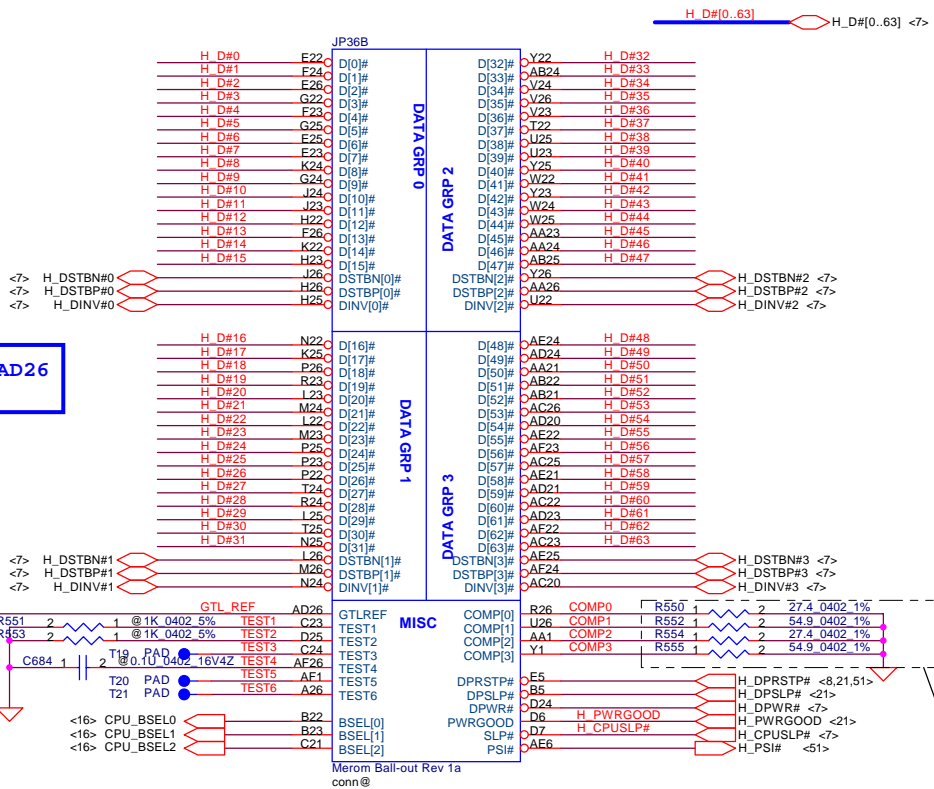 H_D#[0..63] H_D#[0..63] <7>
JP36B
H_D#0 E22 D[0]# D[32]# Y22 H_D#32
H_D#1 F24 D[1]# D[33]# AB24 H_D#33
H_D#2 E26 D[2]# D[34]# V24 H_D#34
H_D#3 G22 D[3]# D[35]# V26 H_D#35
H_D#4 F23 D[4]# D[36]# V23 H_D#36
H_D#5 G25 D[5]# D[37]# T22 H_D#37
H_D#6 E25 D[6]# D[38]# U25 H_D#38
H_D#7 E23 D[7]# D[39]# U23 H_D#39
H_D#8 K24 D[8]# D[40]# Y25 H_D#40
H_D#9 G24 D[9]# D[41]# W22 H_D#41
H_D#10 J24 D[10]# D[42]# Y23 H_D#42
H_D#11 J23 D[11]# D[43]# W24 H_D#43
H_D#12 H22 D[12]# D[44]# W25 H_D#44
H_D#13 F26 D[13]# D[45]# AA23 H_D#45
H_D#14 K22 D[14]# D[46]# AA24 H_D#46
H_D#15 H23 D[15]# D[47]# AB25 H_D#47
<7> H_DSTBN#0 J26 DSTBN[0]# DSTBN[2]# Y26 H_DSTBN#2 <7>
<7> H_DSTBP#0 H26 DSTBP[0]# DSTBP[2]# AA26 H_DSTBP#2 <7>
<7> H_DINV#0 H25 DINV[0]# DINV[2]# U22 H_DINV#2 <7>
DATA GRP 0
DATA GRP 2
H_D#16 N22 D[16]# D[48]# AE24 H_D#48
H_D#17 K25 D[17]# D[49]# AD24 H_D#49
H_D#18 P26 D[18]# D[50]# AA21 H_D#50
H_D#19 R23 D[19]# D[51]# AB22 H_D#51
H_D#20 L23 D[20]# D[52]# AB21 H_D#52
H_D#21 M24 D[21]# D[53]# AC26 H_D#53
H_D#22 L22 D[22]# D[54]# AD20 H_D#54
H_D#23 M23 D[23]# D[55]# AE22 H_D#55
H_D#24 P25 D[24]# D[56]# AF23 H_D#56
H_D#25 P23 D[25]# D[57]# AC25 H_D#57
H_D#26 P22 D[26]# D[58]# AE21 H_D#58
H_D#27 T24 D[27]# D[59]# AD21 H_D#59
H_D#28 R24 D[28]# D[60]# AC22 H_D#60
H_D#29 L25 D[29]# D[61]# AD23 H_D#61
H_D#30 T25 D[30]# D[62]# AF22 H_D#62
H_D#31 N25 D[31]# D[63]# AC23 H_D#63
<7> H_DSTBN#1 L26 DSTBN[1]# DSTBN[3]# AE25 H_DSTBN#3 <7>
<7> H_DSTBP#1 M26 DSTBP[1]# DSTBP[3]# AF24 H_DSTBP#3 <7>
<7> H_DINV#1 N24 DINV[1]# DINV[3]# AC20 H_DINV#3 <7>
DATA GRP 1
DATA GRP 3
AD26
MISC
GTL_REF AD26 GTLREF COMP[0] R26 COMP0 R550 1 2 27.4_0402_1%
R551 2 1 @1K_0402_5% TEST1 C23 TEST1 COMP[1] U26 COMP1 R552 1 2 54.9_0402_1%
R553 2 1 @1K_0402_5% TEST2 D25 TEST2 COMP[2] AA1 COMP2 R554 1 2 27.4_0402_1%
T19 PAD TEST3 C24 TEST3 COMP[3] Y1 COMP3 R555 1 2 54.9_0402_1%
C684 1 2 @0.1U_0402_16V4Z TEST4 AF26 TEST4
T20 PAD TEST5 AF1 TEST5 DPRSTP# E5 H_DPRSTP# <8,21,51>
T21 PAD TEST6 A26 TEST6 DPSLP# B5 H_DPSLP# <21>
DPWR# D24 H_DPWR# <7>
<16> CPU_BSEL0 B22 BSEL[0] PWRGOOD D6 H_PWRGOOD H_PWRGOOD <21>
<16> CPU_BSEL1 B23 BSEL[1] SLP# D7 H_CPUSLP# H_CPUSLP# <7>
<16> CPU_BSEL2 C21 BSEL[2] PSI# AE6 H_PSI# <51>
Merom Ball-out Rev 1a
conn@